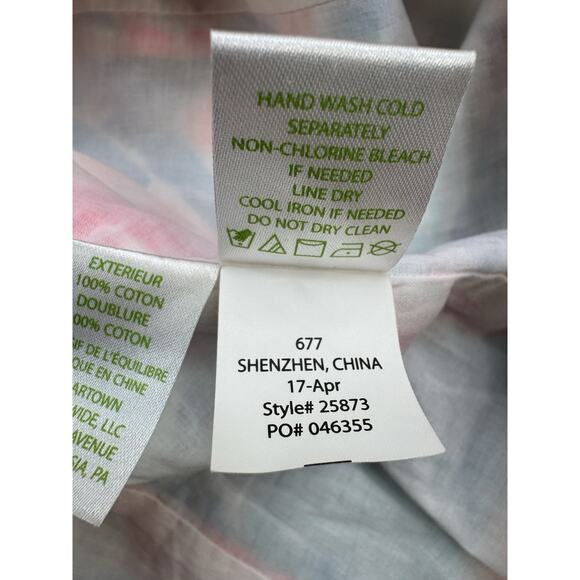 HAND WASH COLD
SEPARATELY
NON-CHLORINE BLEACH
IF NEEDED
LINE DRY
COOL IRON IF NEEDED
DO NOT DRY CLEAN
EXTERIEUR
100% COTON
DOUBLURE
00% COTON
DE L'ÉQUILIBRE
EN CHINE
ARTOWN
IDE, LLC
AVENUE
IA, PA
677
SHENZHEN, CHINA
17-Apr
Style# 25873
PO# 046355